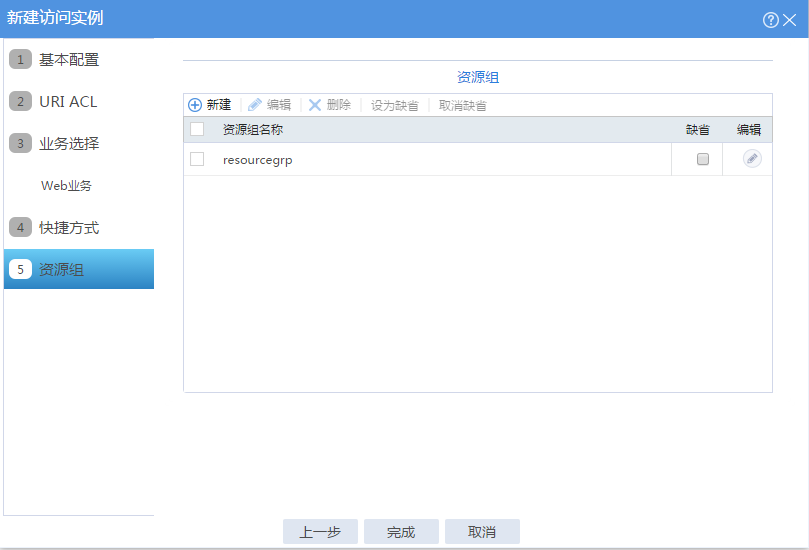 新建访问实例
1 基本配置
2 URI ACL
3 业务选择
Web业务
4 快捷方式
5 资源组
资源组
新建 编辑 删除 设为缺省 取消缺省
资源组名称 缺省 编辑
resourcegrp
上一步 完成 取消